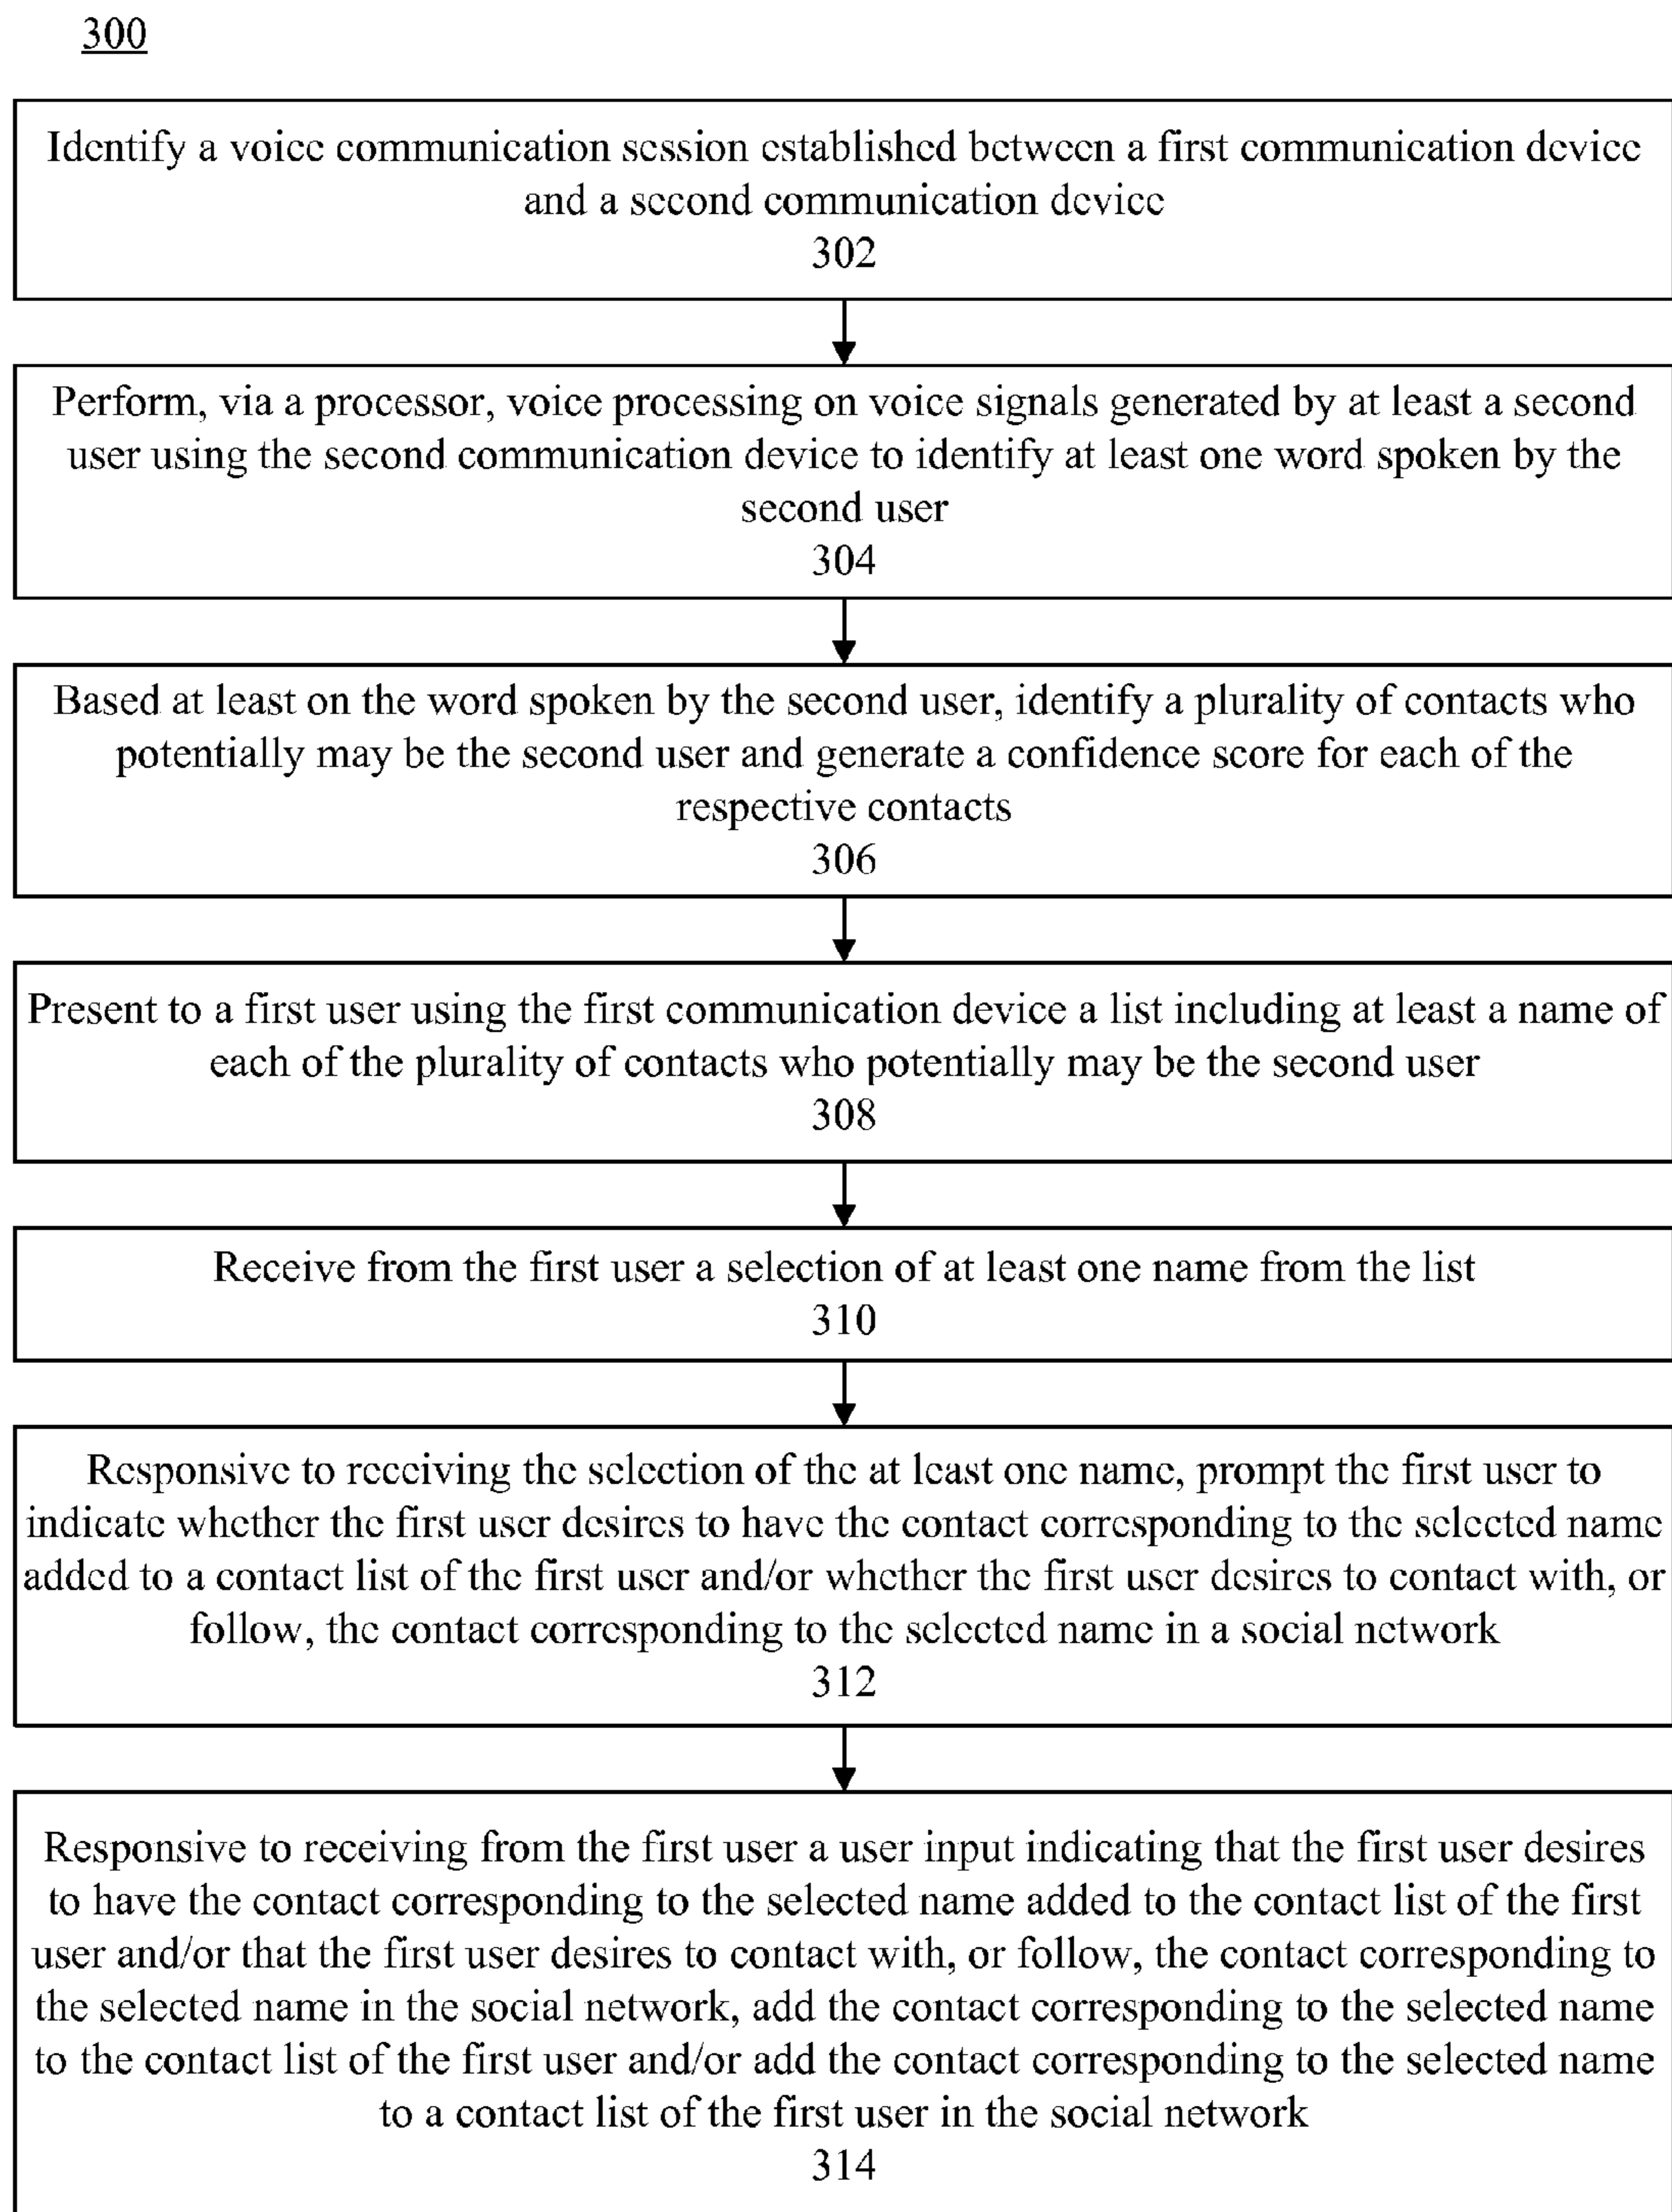 300
Identify a voice communication session established between a first communication device
and a second communication device
302
Perform, via a processor, voice processing on voice signals generated by at least a second
user using the second communication device to identify at least one word spoken by the
second user
304
Based at least on the word spoken by the second user, identify a plurality of contacts who
potentially may be the second user and generate a confidence score for each of the
respective contacts
306
Present to a first user using the first communication device a list including at least a name of
each of the plurality of contacts who potentially may be the second user
308
Receive from the first user a selection of at least one name from the list
310
Responsive to receiving the selection of the at least one name, prompt the first user to
indicate whether the first user desires to have the contact corresponding to the selected name
added to a contact list of the first user and/or whether the first user desires to contact with, or
follow, the contact corresponding to the selected name in a social network
312
Responsive to receiving from the first user a user input indicating that the first user desires
to have the contact corresponding to the selected name added to the contact list of the first
user and/or that the first user desires to contact with, or follow, the contact corresponding to
the selected name in the social network, add the contact corresponding to the selected name
to the contact list of the first user and/or add the contact corresponding to the selected name
to a contact list of the first user in the social network
314